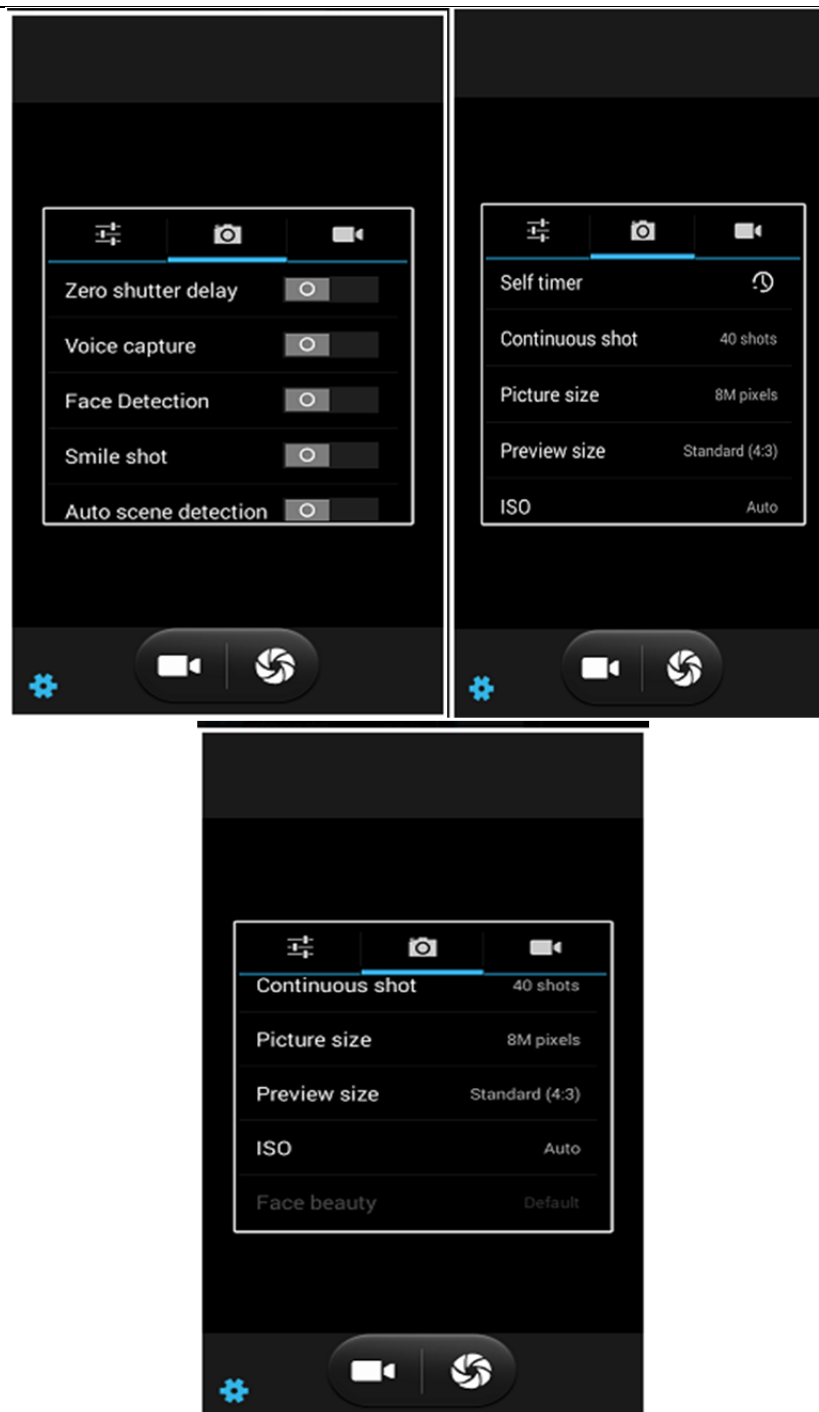 Zero shutter delay
Voice capture
Face Detection
Smile shot
Auto scene detection
Self timer
Continuous shot 40 shots
Picture size 8M pixels
Preview size Standard (4:3)
ISO Auto
Continuous shot 40 shots
Picture size 8M pixels
Preview size Standard (4:3)
ISO Auto
Face beauty Default